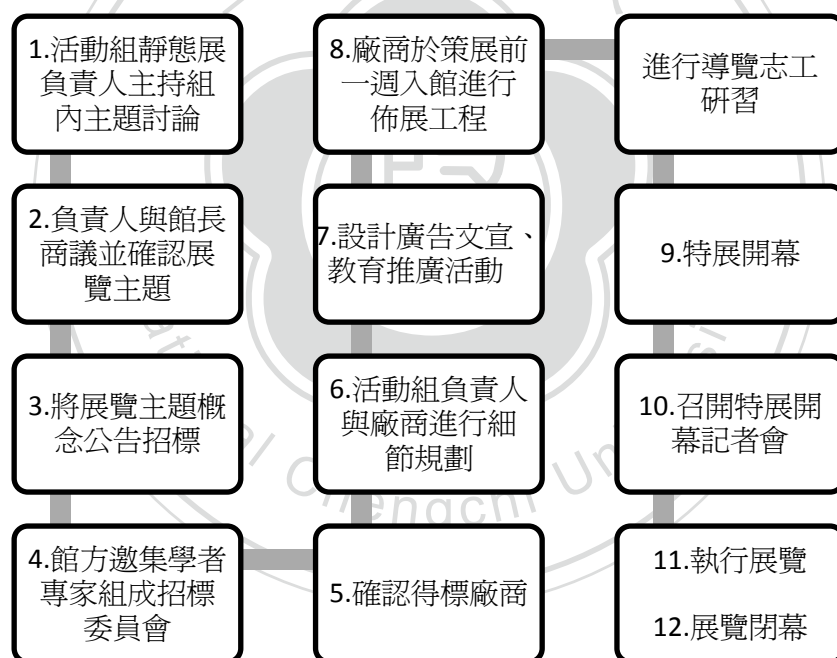 1.活動組靜態展
負責人主持組
內主題討論
2.負責人與館長
商議並確認展
覽主題
3.將展覽主題概
念公告招標
4.館方邀集學者
專家組成招標
委員會
5.確認得標廠商
6.活動組負責人
與廠商進行細
節規劃
7.設計廣告文宣、
教育推廣活動
8.廠商於策展前
一週入館進行
佈展工程
進行導覽志工
研習
9.特展開幕
10.召開特展開
幕記者會
11.執行展覽
12.展覽閉幕